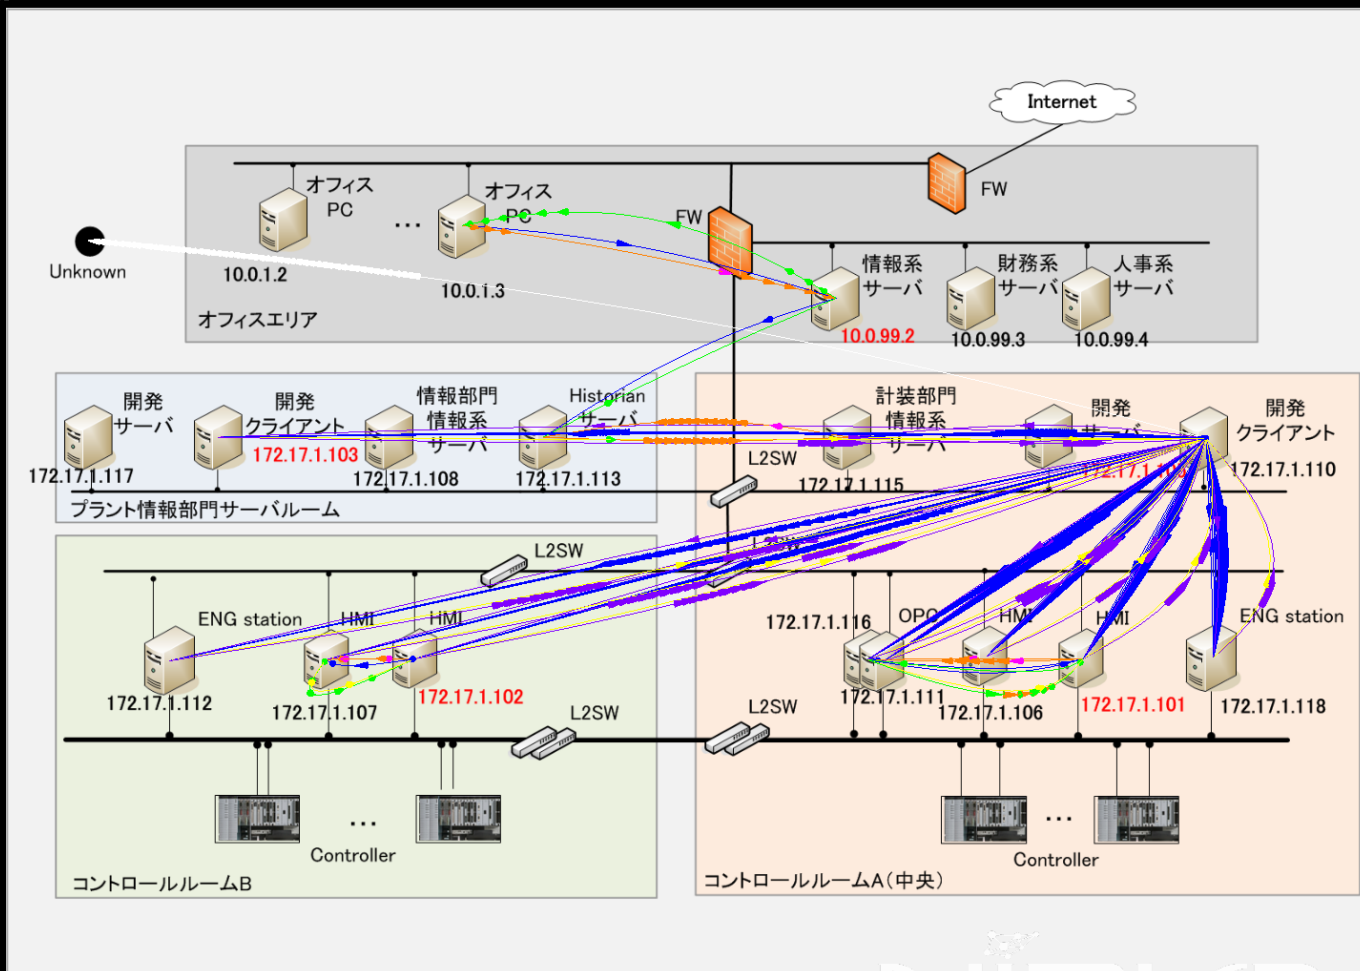 Internet
オフィス
PC
オフィス
PC
...
FW
FW
Unknown
10.0.1.2
10.0.1.3
情報系
サーバ
財務系
サーバ
人事系
サーバ
オフィスエリア
10.0.99.2
10.0.99.3
10.0.99.4
開発
サーバ
開発
クライアント
情報部門
情報系
サーバ
Historian
サーバ
172.17.1.117
172.17.1.103
172.17.1.108
172.17.1.113
プラント情報部門サーバルーム
計装部門
情報系
サーバ
開発
サーバ
開発
クライアント
L2SW
172.17.1.115
172.17.1.110
L2SW
L2SW
ENG station
HMI
HMI
172.17.1.112
172.17.1.107
172.17.1.102
L2SW
...
Controller
コントロールルームB
172.17.1.116
OPC
HMI
HMI
ENG station
172.17.1.111
172.17.1.106
172.17.1.101
172.17.1.118
L2SW
...
Controller
コントロールルームA(中央)